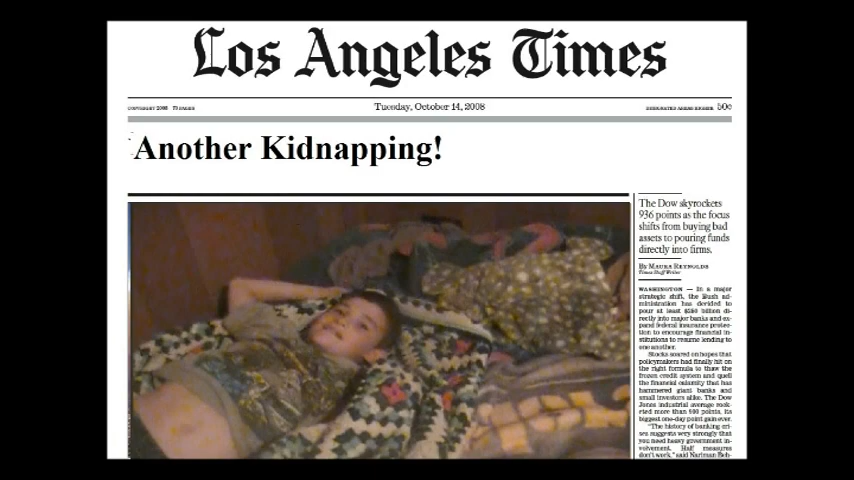 Los Angeles Times
COPYRIGHT 2008 75 PAGES
Tuesday, October 14, 2008
DESIGNATED AREAS HIGHER 50¢
Another Kidnapping!
The Dow skyrockets
936 points as the focus
shifts from buying bad
assets to pouring funds
directly into firms.
By Maura Reynolds
Times Staff Writer
WASHINGTON — In a major
strategic shift, the Bush ad-
ministration has decided to
pour at least $250 billion di-
rectly into major banks and ex-
pand federal insurance protec-
tion to encourage financial in-
stitutions to resume lending to
one another.
Stocks soared on hopes that
policymakers had finally hit on
the right formula to thaw the
frozen credit system and quell
the financial calamity that has
hammered giant banks and
small investors alike. The Dow
Jones industrial average rock-
eted more than 900 points, its
biggest one-day point gain ever.
"The history of banking cri-
ses suggests very strongly that
you need heavy government in-
volvement. Half measures
don't work," said Nariman Beh-